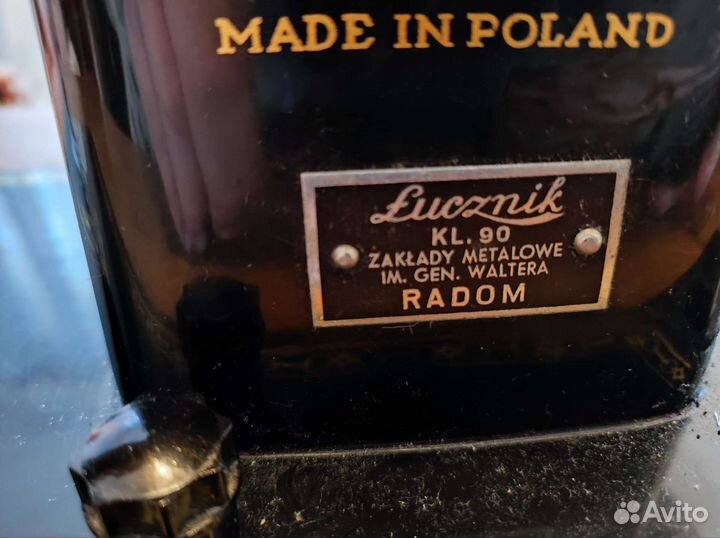 MADE IN POLAND
Łucznik
KL. 90
ZAKŁADY METALOWE
IM. GEN. WALTERA
RADOM
Avito